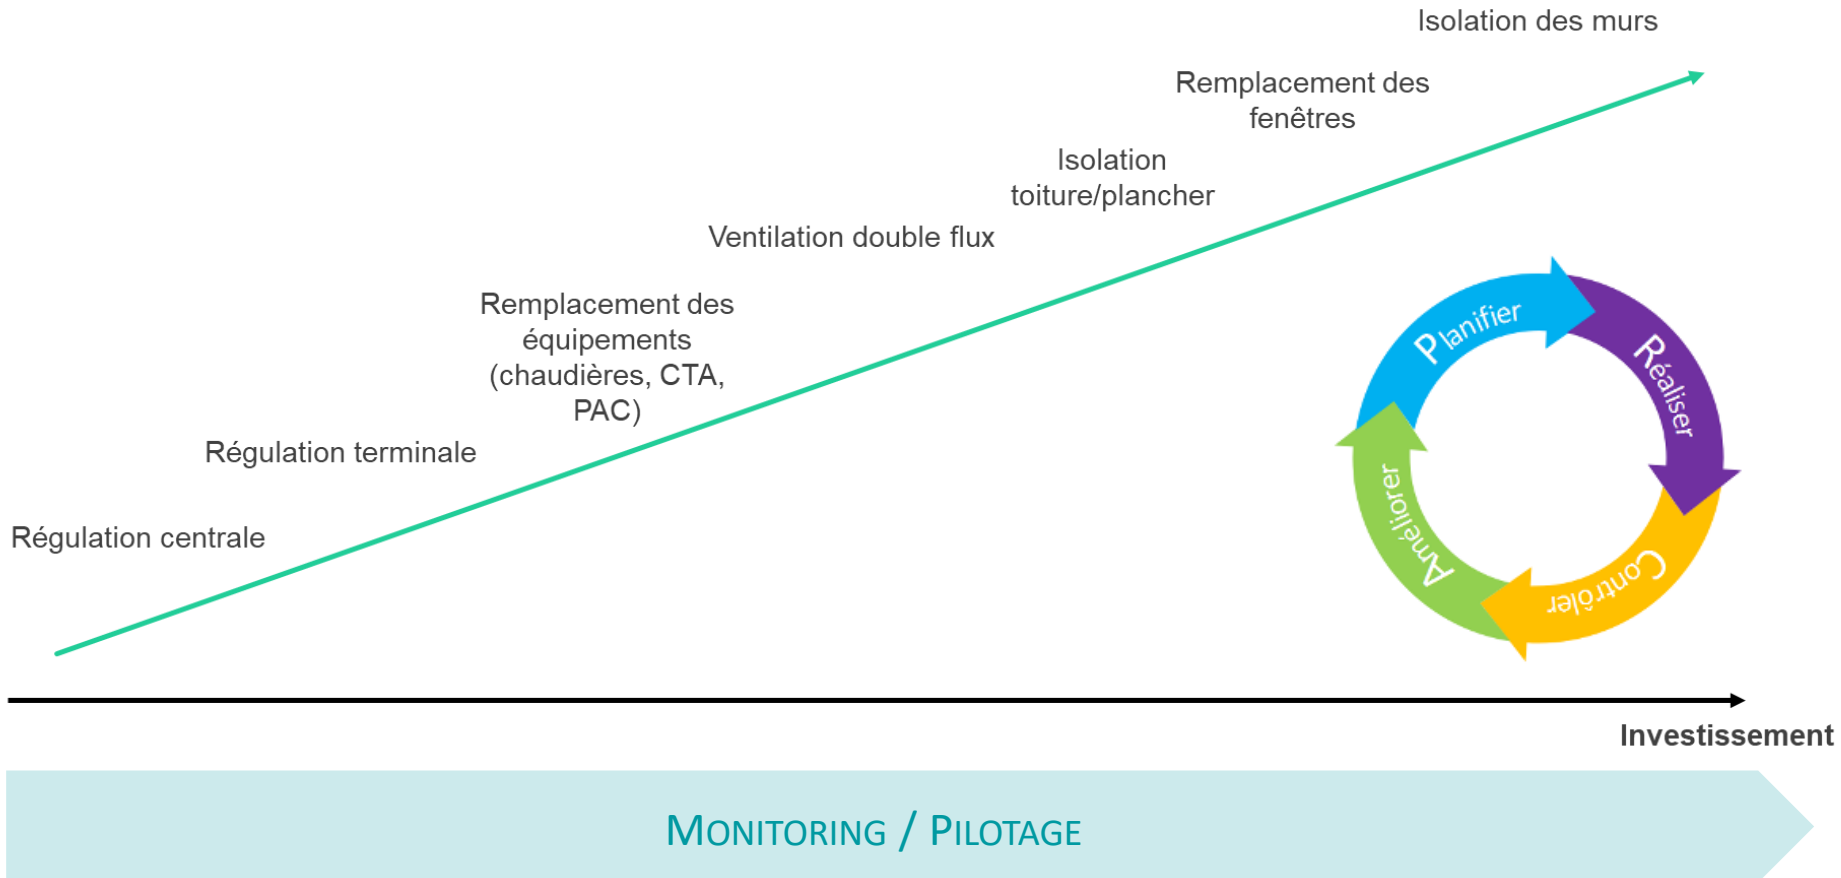 Isolation des murs
Remplacement des
fenêtres
Isolation
toiture/plancher
Ventilation double flux
Remplacement des
équipements
(chaudières, CTA,
PAC)
Régulation terminale
Régulation centrale
Planifier
Réaliser
Contrôler
Améliorer
Investissement
MONITORING / PILOTAGE